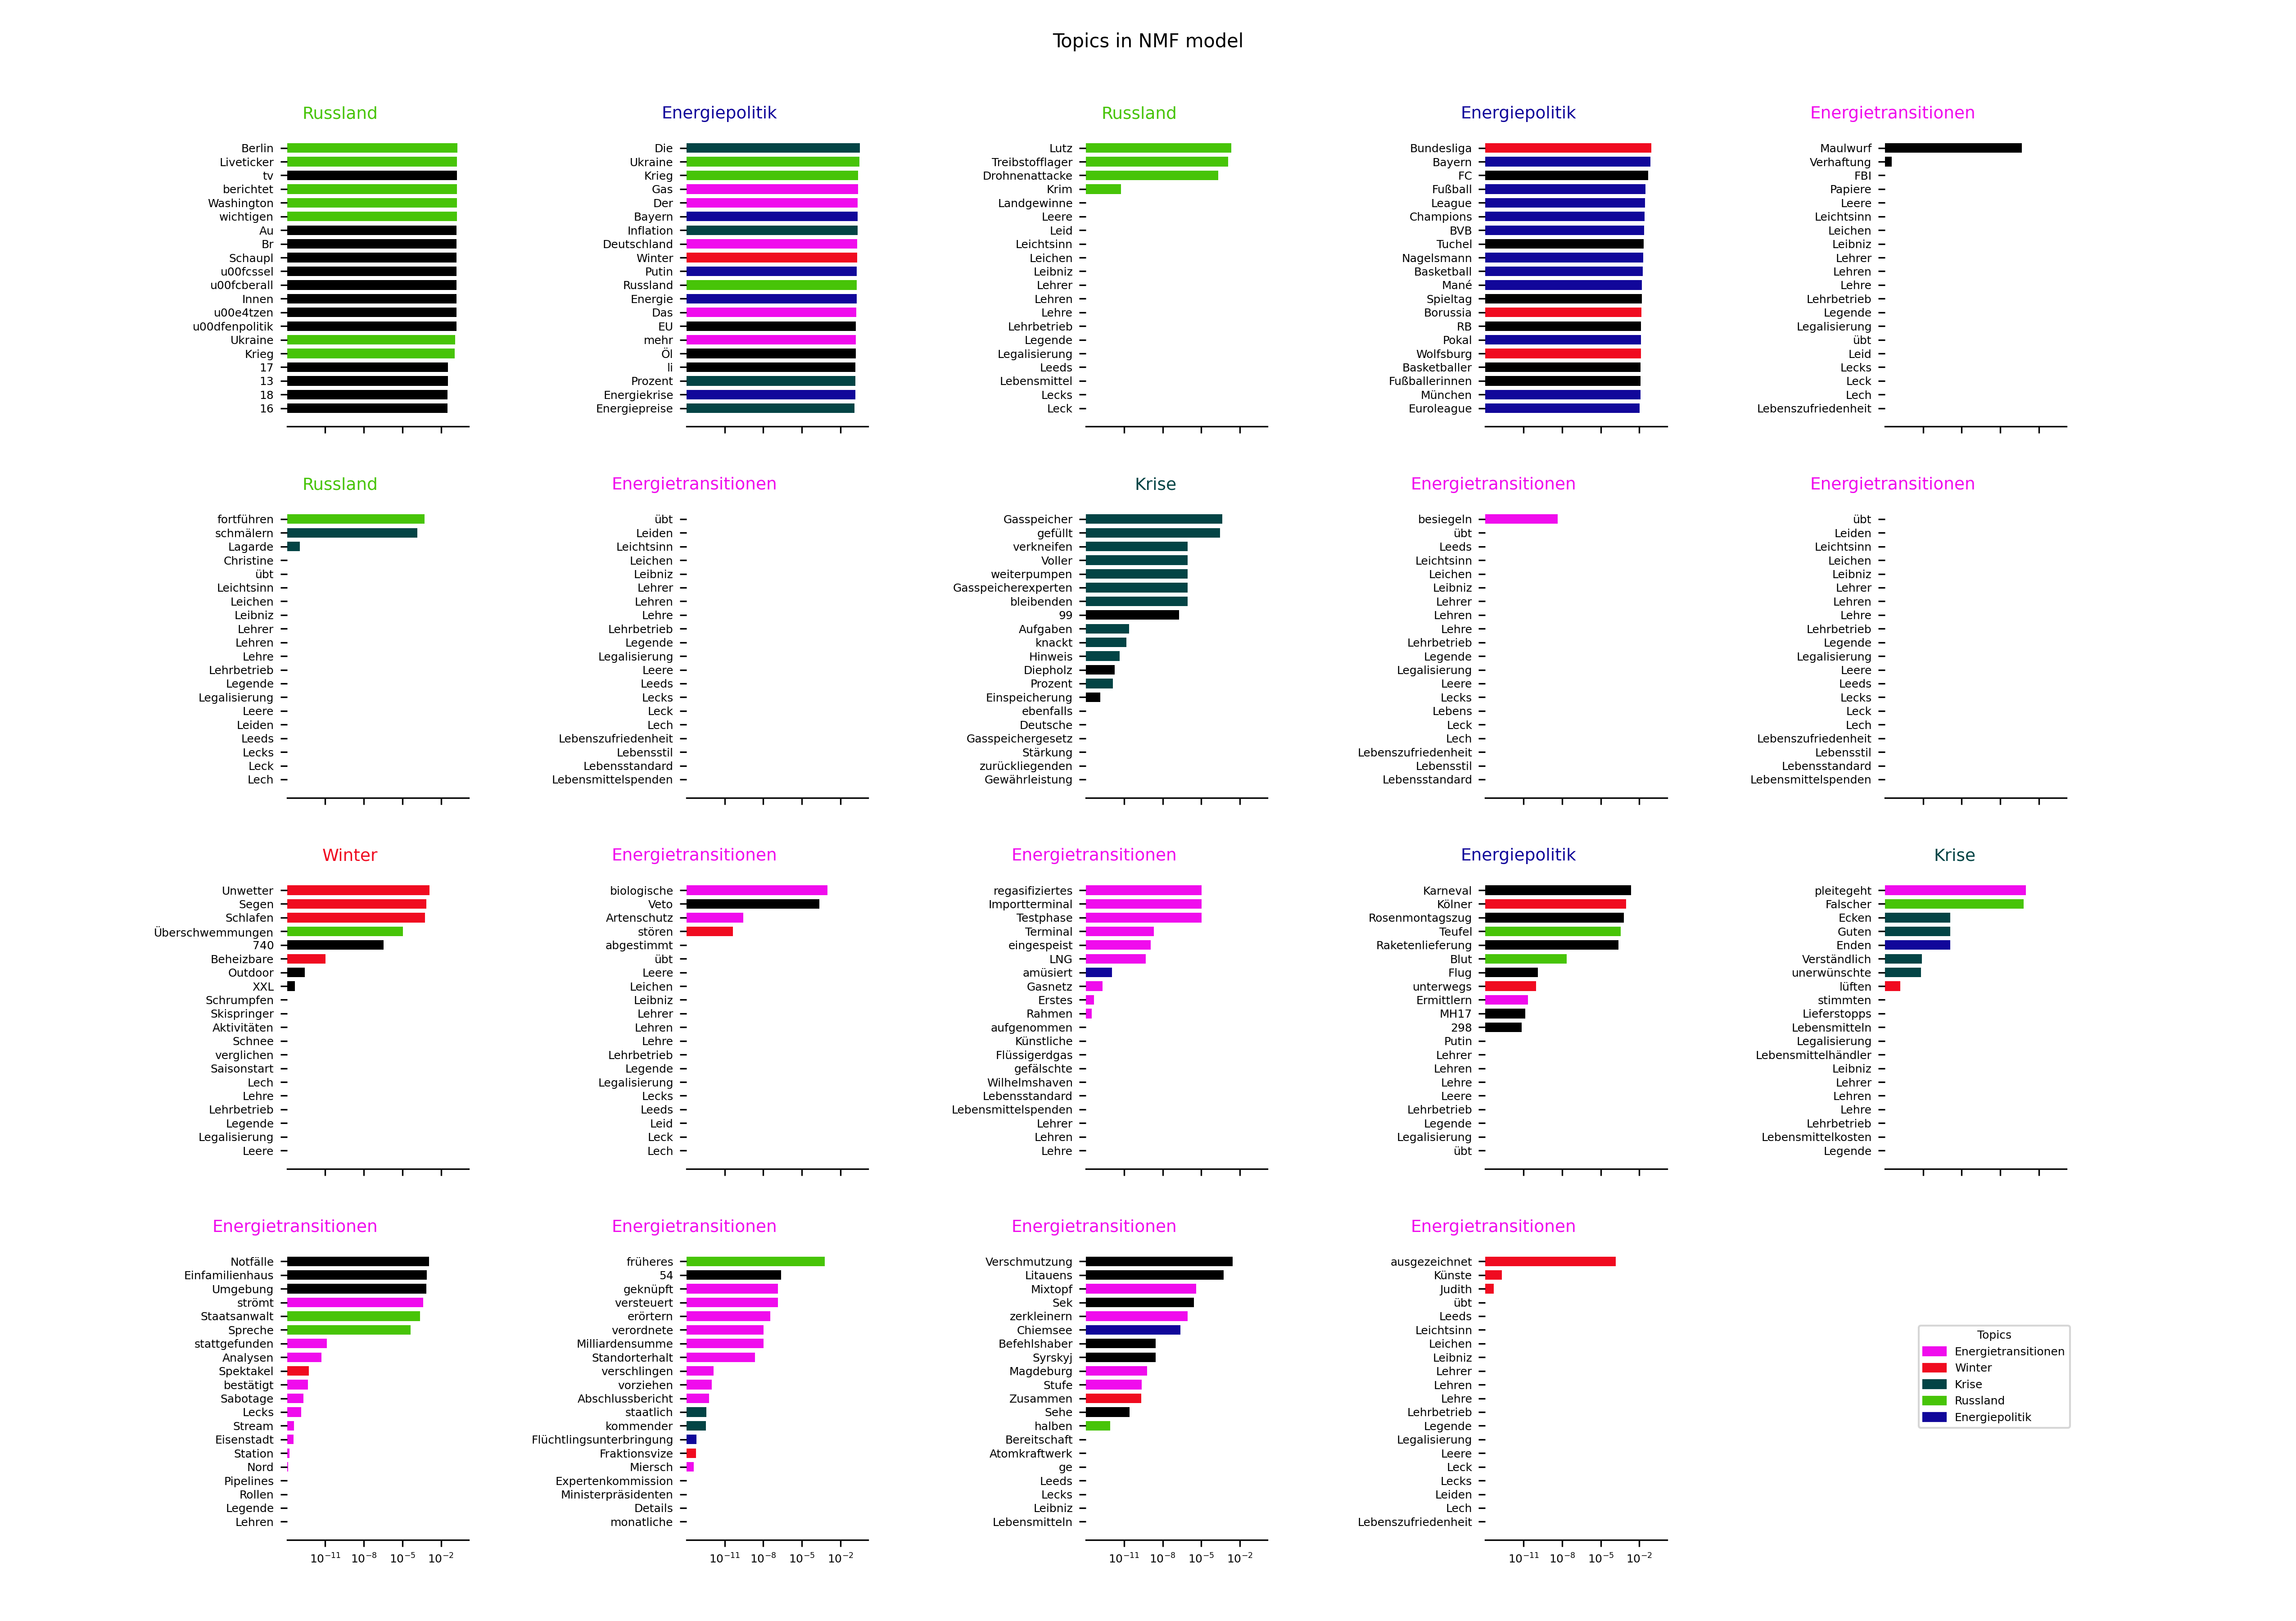 Topics in NMF model
Russland
Berlin
Liveticker
tv
berichtet
Washington
wichtigen
Au
Br
Schaupl
u00fcssel
u00fcberall
Innen
u00e4tzen
u00dfenpolitik
Ukraine
Krieg
17
13
18
16
Energiepolitik
Die
Ukraine
Krieg
Gas
Der
Bayern
Inflation
Deutschland
Winter
Putin
Russland
Energie
Das
EU
mehr
Öl
li
Prozent
Energiekrise
Energiepreise
Russland
Lutz
Treibstofflager
Drohnenattacke
Krim
Landgewinne
Leere
Leid
Leichtsinn
Leichen
Leibniz
Lehrer
Lehren
Lehre
Lehrbetrieb
Legende
Legalisierung
Leeds
Lebensmittel
Lecks
Leck
Energiepolitik
Bundesliga
Bayern
FC
Fußball
League
Champions
BVB
Tuchel
Nagelsmann
Basketball
Mané
Spieltag
Borussia
RB
Pokal
Wolfsburg
Basketballer
Fußballerinnen
München
Euroleague
Energietransitionen
Maulwurf
Verhaftung
FBI
Papiere
Leere
Leichtsinn
Leichen
Leibniz
Lehrer
Lehren
Lehre
Lehrbetrieb
Legende
Legalisierung
übt
Leid
Lecks
Leck
Lech
Lebenszufriedenheit
Russland
fortführen
schmälern
Lagarde
Christine
übt
Leichtsinn
Leichen
Leibniz
Lehrer
Lehren
Lehre
Lehrbetrieb
Legende
Legalisierung
Leere
Leiden
Leeds
Lecks
Leck
Lech
Energietransitionen
übt
Leiden
Leichtsinn
Leichen
Leibniz
Lehrer
Lehren
Lehre
Lehrbetrieb
Legende
Legalisierung
Leere
Leeds
Lecks
Leck
Lech
Lebenszufriedenheit
Lebensstil
Lebensstandard
Lebensmittelspenden
Krise
Gasspeicher
gefüllt
verkneifen
Voller
weiterpumpen
Gasspeicherexperten
bleibenden
99
Aufgaben
knackt
Hinweis
Diepholz
Prozent
Einspeicherung
ebenfalls
Deutsche
Gasspeichergesetz
Stärkung
zurückliegenden
Gewährleistung
Energietransitionen
besiegeln
übt
Leeds
Leichtsinn
Leichen
Leibniz
Lehrer
Lehren
Lehre
Lehrbetrieb
Legende
Legalisierung
Leere
Lecks
Lebens
Leck
Lech
Lebenszufriedenheit
Lebensstil
Lebensstandard
Energietransitionen
übt
Leiden
Leichtsinn
Leichen
Leibniz
Lehrer
Lehren
Lehre
Lehrbetrieb
Legende
Legalisierung
Leere
Leeds
Lecks
Leck
Lech
Lebenszufriedenheit
Lebensstil
Lebensstandard
Lebensmittelspenden
Winter
Unwetter
Segen
Schlafen
Überschwemmungen
740
Beheizbare
Outdoor
XXL
Schrumpfen
Skispringer
Aktivitäten
Schnee
verglichen
Saisonstart
Lech
Lehre
Lehrbetrieb
Legende
Legalisierung
Leere
Energietransitionen
biologische
Veto
Artenschutz
stören
abgestimmt
übt
Leere
Leichen
Leibniz
Lehrer
Lehren
Lehre
Lehrbetrieb
Legende
Legalisierung
Lecks
Leeds
Leid
Leck
Lech
Energietransitionen
regasifiziertes
Importterminal
Testphase
Terminal
eingespeist
LNG
amüsiert
Gasnetz
Erstes
Rahmen
aufgenommen
Künstliche
Flüssigerdgas
gefälschte
Wilhelmshaven
Lebensstandard
Lebensmittelspenden
Lehrer
Lehren
Lehre
Energiepolitik
Karneval
Kölner
Rosenmontagszug
Teufel
Raketenlieferung
Blut
Flug
unterwegs
Ermittlern
MH17
298
Putin
Lehrer
Lehren
Lehre
Leere
Lehrbetrieb
Legende
Legalisierung
übt
Krise
pleitegeht
Falscher
Ecken
Guten
Enden
Verständlich
unerwünschte
lüften
stimmten
Lieferstopps
Lebensmitteln
Legalisierung
Lebensmittelhändler
Leibniz
Lehrer
Lehren
Lehre
Lehrbetrieb
Lebensmittelkosten
Legende
Energietransitionen
Notfälle
Einfamilienhaus
Umgebung
strömt
Staatsanwalt
Spreche
stattgefunden
Analysen
Spektakel
bestätigt
Sabotage
Lecks
Stream
Eisenstadt
Station
Nord
Pipelines
Rollen
Legende
Lehren
10⁻¹¹ 10⁻⁸ 10⁻⁵ 10⁻²
Energietransitionen
früheres
54
geknüpft
versteuert
erörtern
verordnete
Milliardensumme
Standorterhalt
verschlingen
vorziehen
Abschlussbericht
staatlich
kommender
Flüchtlingsunterbringung
Fraktionsvize
Miersch
Expertenkommission
Ministerpräsidenten
Details
monatliche
10⁻¹¹ 10⁻⁸ 10⁻⁵ 10⁻²
Energietransitionen
Verschmutzung
Litauens
Mixtopf
Sek
zerkleinern
Chiemsee
Befehlshaber
Syrskyj
Magdeburg
Stufe
Zusammen
Sehe
halben
Bereitschaft
Atomkraftwerk
ge
Leeds
Lecks
Leibniz
Lebensmitteln
10⁻¹¹ 10⁻⁸ 10⁻⁵ 10⁻²
Energietransitionen
ausgezeichnet
Künste
Judith
übt
Leeds
Leichtsinn
Leichen
Leibniz
Lehrer
Lehren
Lehre
Lehrbetrieb
Legende
Legalisierung
Leere
Leck
Lecks
Leiden
Lech
Lebenszufriedenheit
10⁻¹¹ 10⁻⁸ 10⁻⁵ 10⁻²
Topics
Energietransitionen
Winter
Krise
Russland
Energiepolitik